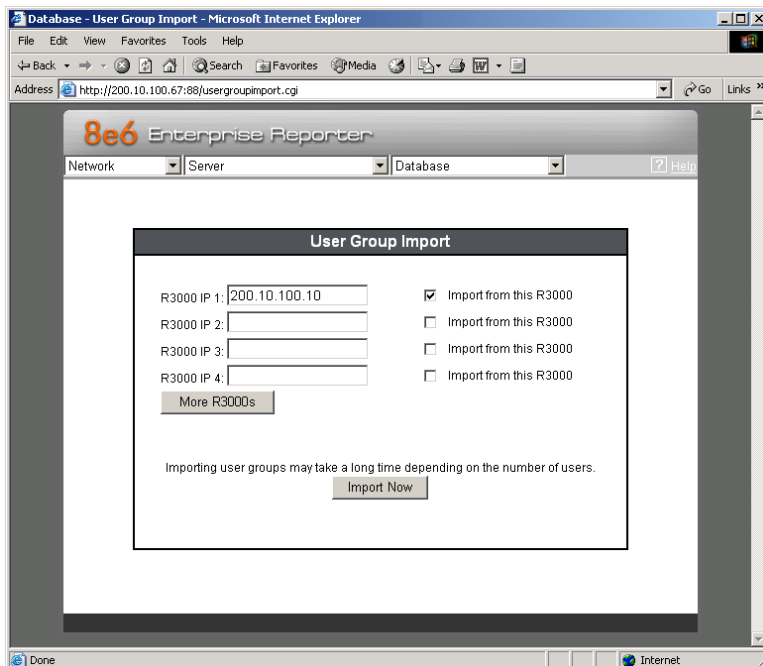 Database - User Group Import - Microsoft Internet Explorer
File Edit View Favorites Tools Help
Back Search Favorites Media
Address http://200.10.100.67:88/usergroupimport.cgi Go Links »
8e6 Enterprise Reporter
Network Server Database ? Help
User Group Import
R3000 IP 1: 200.10.100.10 Import from this R3000
R3000 IP 2: Import from this R3000
R3000 IP 3: Import from this R3000
R3000 IP 4: Import from this R3000
More R3000s
Importing user groups may take a long time depending on the number of users.
Import Now
Done Internet